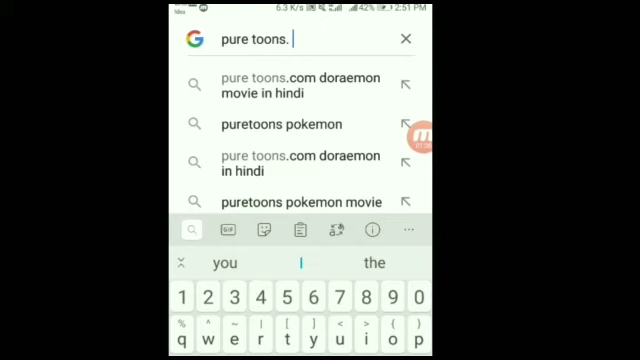 6.3 K/s 42% 2:51 PM
Idea
pure toons.
pure toons.com doraemon
movie in hindi
puretoons pokemon
pure toons.com doraemon
in hindi
puretoons pokemon movie
GIF
you I the
1 2 3 4 5 6 7 8 9 0
% ^ ~ | [ ] < > { }
q w e r t y u i o p